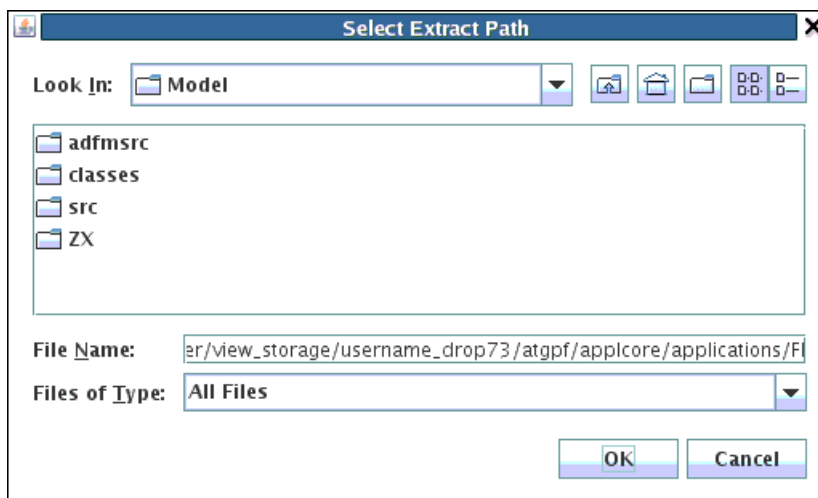 Select Extract Path
Look In: Model
adfmsrc
classes
src
ZX
File Name: er/view_storage/username_drop73/atgpf/applcore/applications/Fl
Files of Type: All Files
OK Cancel